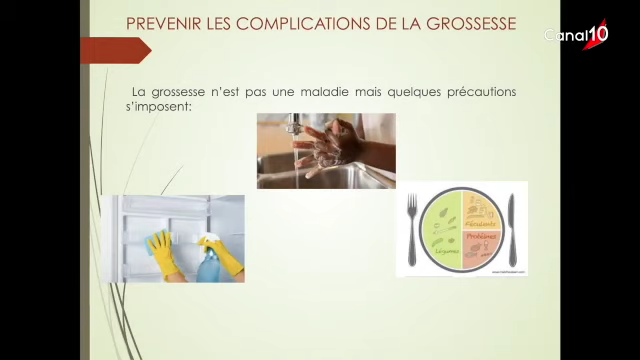 PREVENIR LES COMPLICATIONS DE LA GROSSESSE
Canal10
La grossesse n'est pas une maladie mais quelques précautions
s'imposent:
Féculents
Légumes
Protéines